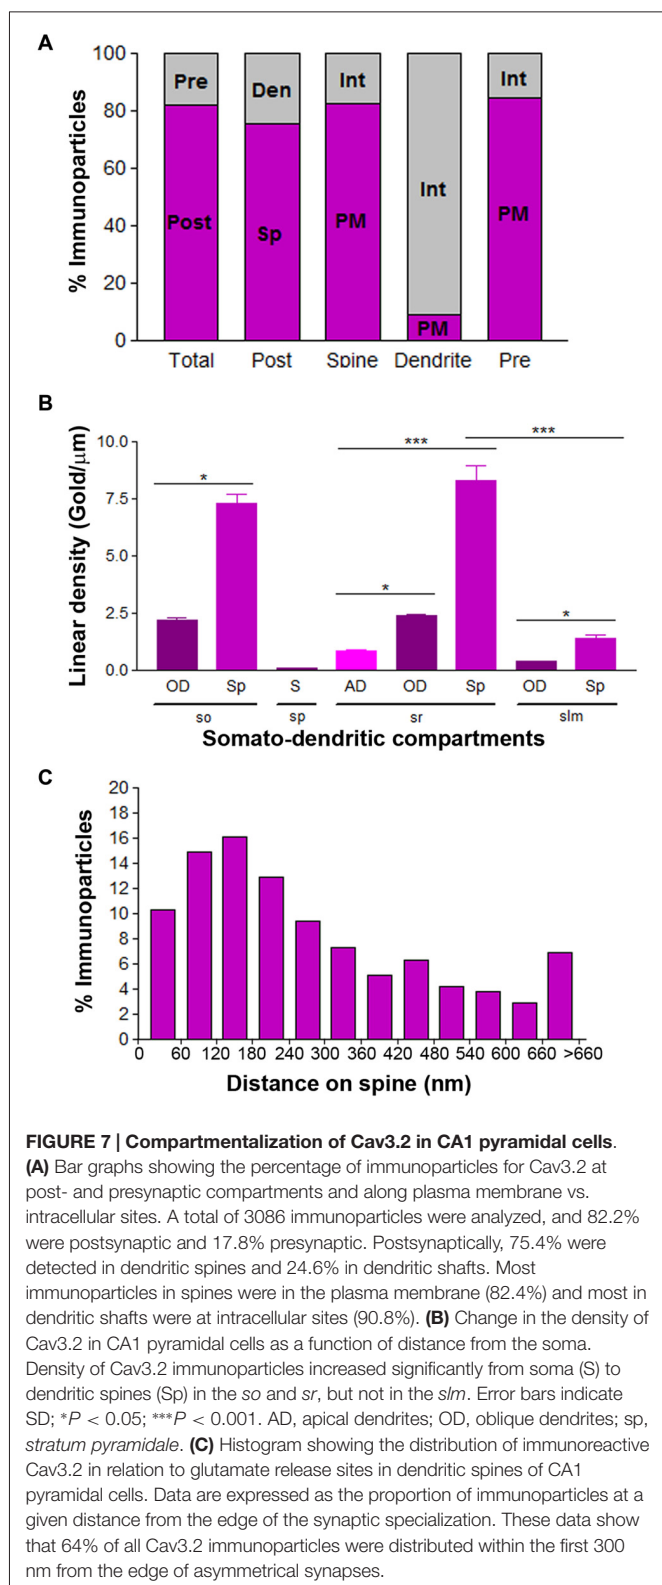 A
% Immunoparticles
100
80
60
40
20
0
Pre
Post
Den
Sp
Int
PM
Int
PM
Int
PM
Total Post Spine Dendrite Pre
B
Linear density (Gold/µm)
10.0
7.5
5.0
2.5
0.0
*
***
***
*
*
OD Sp S AD OD Sp OD Sp
so sp sr slm
Somato-dendritic compartments
C
% Immunoparticles
20
18
16
14
12
10
8
6
4
2
0
0 60 120 180 240 300 360 420 480 540 600 660 >660
Distance on spine (nm)
FIGURE 7 | Compartmentalization of Cav3.2 in CA1 pyramidal cells.
(A) Bar graphs showing the percentage of immunoparticles for Cav3.2 at
post- and presynaptic compartments and along plasma membrane vs.
intracellular sites. A total of 3086 immunoparticles were analyzed, and 82.2%
were postsynaptic and 17.8% presynaptic. Postsynaptically, 75.4% were
detected in dendritic spines and 24.6% in dendritic shafts. Most
immunoparticles in spines were in the plasma membrane (82.4%) and most in
dendritic shafts were at intracellular sites (90.8%). (B) Change in the density of
Cav3.2 in CA1 pyramidal cells as a function of distance from the soma.
Density of Cav3.2 immunoparticles increased significantly from soma (S) to
dendritic spines (Sp) in the so and sr, but not in the slm. Error bars indicate
SD; *P < 0.05; ***P < 0.001. AD, apical dendrites; OD, oblique dendrites; sp,
stratum pyramidale. (C) Histogram showing the distribution of immunoreactive
Cav3.2 in relation to glutamate release sites in dendritic spines of CA1
pyramidal cells. Data are expressed as the proportion of immunoparticles at a
given distance from the edge of the synaptic specialization. These data show
that 64% of all Cav3.2 immunoparticles were distributed within the first 300
nm from the edge of asymmetrical synapses.